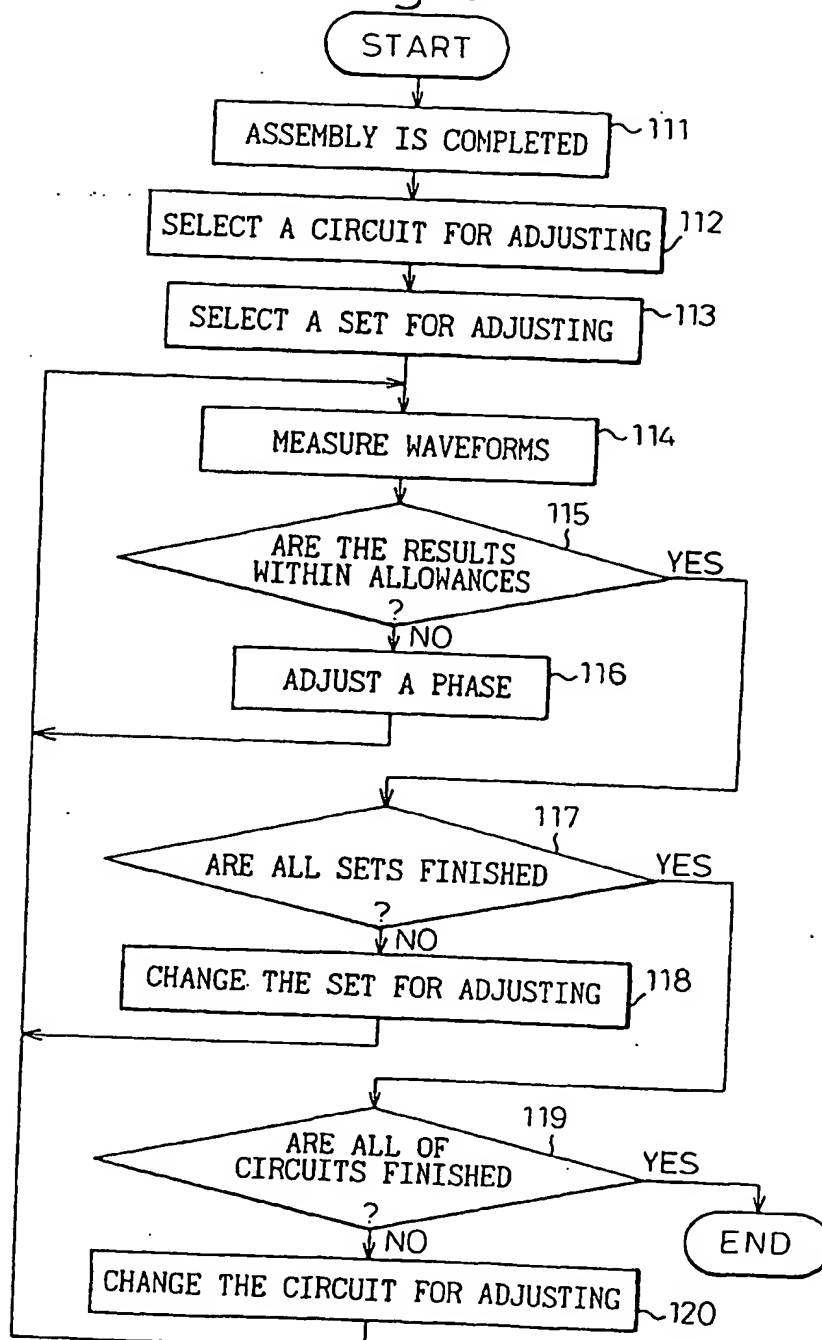 START
ASSEMBLY IS COMPLETED
111
SELECT A CIRCUIT FOR ADJUSTING
112
SELECT A SET FOR ADJUSTING
113
MEASURE WAVEFORMS
114
115
ARE THE RESULTS
WITHIN ALLOWANCES
?
YES
NO
ADJUST A PHASE
116
117
ARE ALL SETS FINISHED
?
YES
NO
CHANGE THE SET FOR ADJUSTING
118
119
ARE ALL OF
CIRCUITS FINISHED
?
YES
NO
END
CHANGE THE CIRCUIT FOR ADJUSTING
120